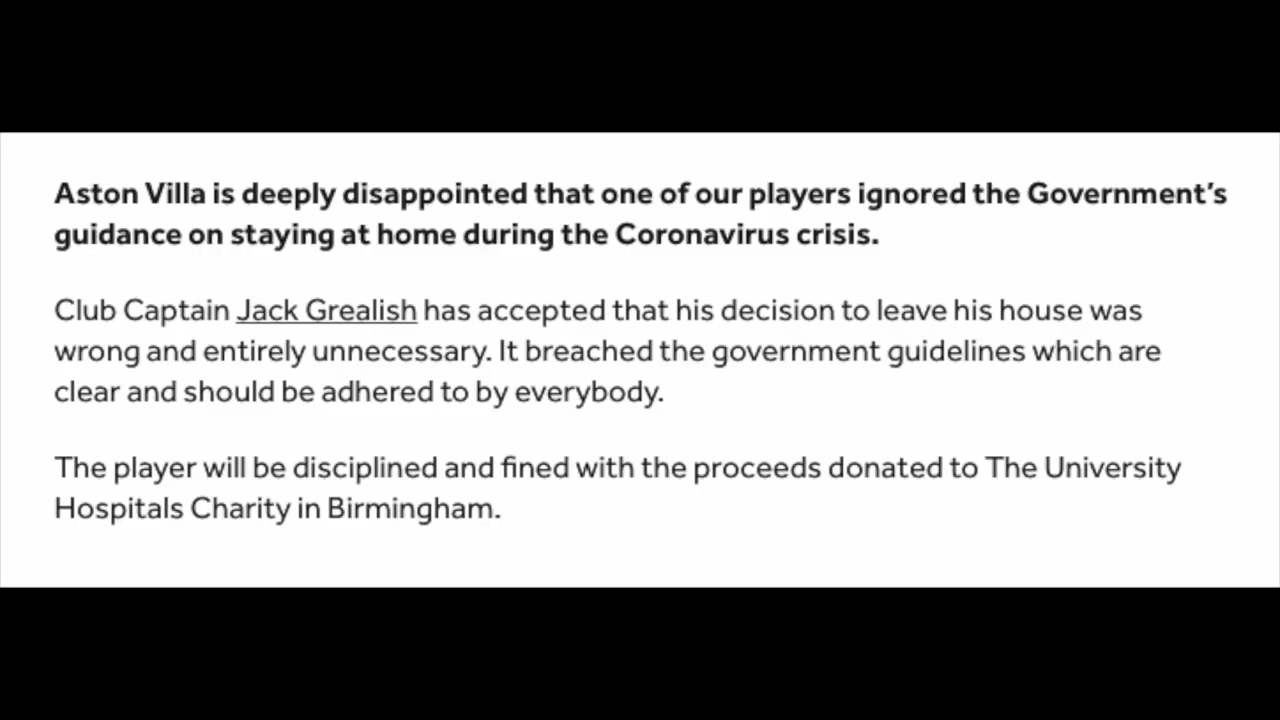 Aston Villa is deeply disappointed that one of our players ignored the Government’s
guidance on staying at home during the Coronavirus crisis.
Club Captain Jack Grealish has accepted that his decision to leave his house was
wrong and entirely unnecessary. It breached the government guidelines which are
clear and should be adhered to by everybody.
The player will be disciplined and fined with the proceeds donated to The University
Hospitals Charity in Birmingham.